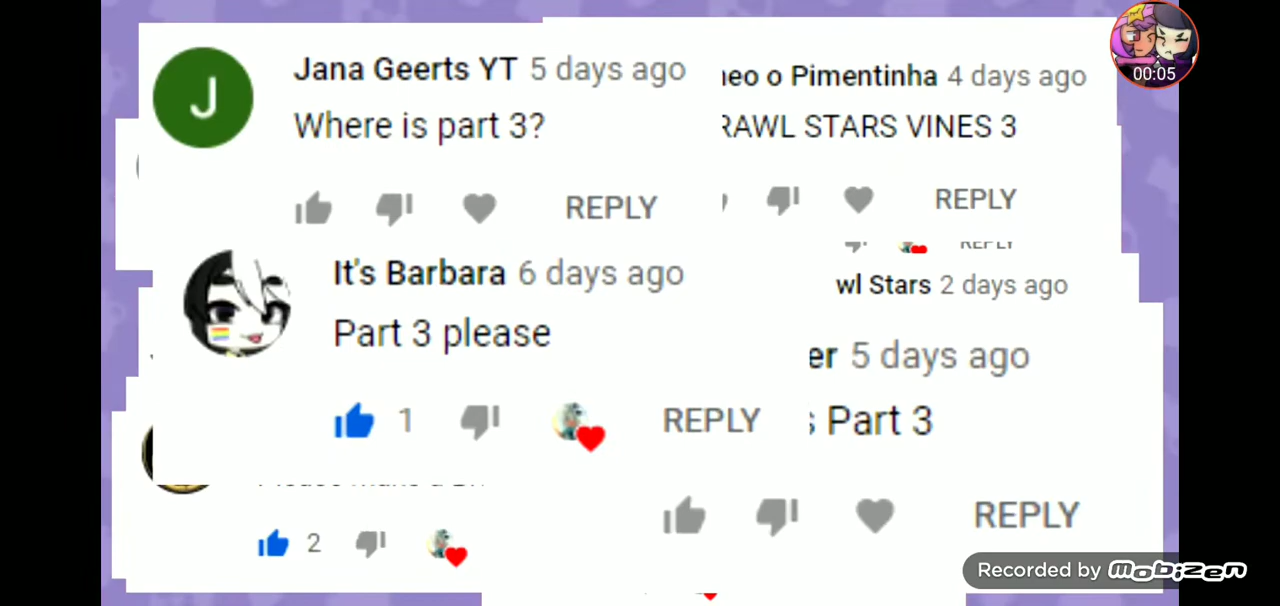 Jana Geerts YT 5 days ago
Where is part 3?
REPLY
neo o Pimentinha 4 days ago
RAWL STARS VINES 3
REPLY
00:05
REPLY
wl Stars 2 days ago
It's Barbara 6 days ago
Part 3 please
1
REPLY
er 5 days ago
s Part 3
REPLY
2
Recorded by mobizen